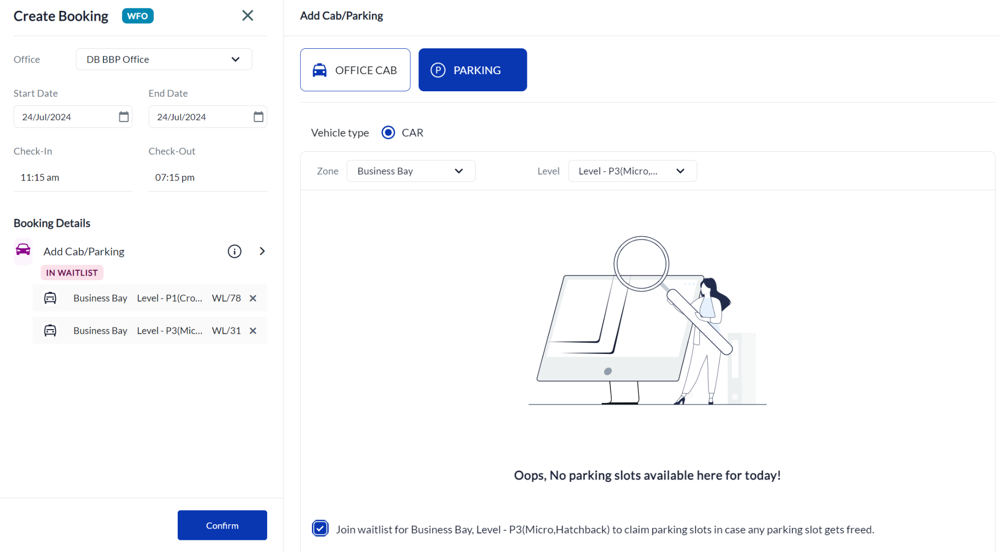 Create Booking WFO
Office DB BBP Office
Start Date End Date
24/Jul/2024 24/Jul/2024
Check-In Check-Out
11:15 am 07:15 pm
Booking Details
Add Cab/Parking
IN WAITLIST
Business Bay Level - P1(Cro... WL/78
Business Bay Level - P3(Mic... WL/31
Confirm
Add Cab/Parking
OFFICE CAB P PARKING
Vehicle type CAR
Zone Business Bay Level Level - P3(Micro,...
Oops, No parking slots available here for today!
Join waitlist for Business Bay, Level - P3(Micro,Hatchback) to claim parking slots in case any parking slot gets freed.